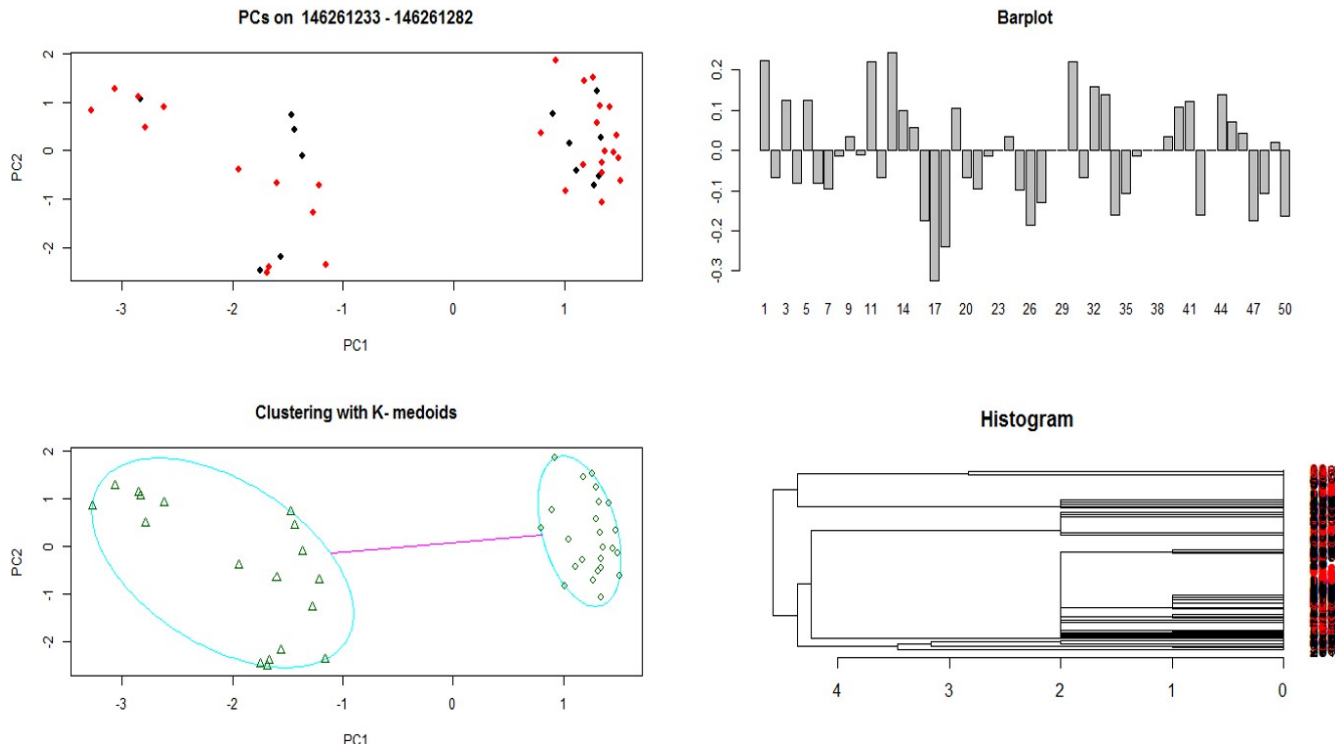 PCs on 146261233 - 146261282
2
1
0
-1
-2
PC2
-3 -2 -1 0 1
PC1
Barplot
0.2
0.1
0.0
-0.1
-0.2
-0.3
1 3 5 7 9 11 14 17 20 23 26 29 32 35 38 41 44 47 50
Clustering with K- medoids
2
1
0
-1
-2
PC2
-3 -2 -1 0 1
PC1
Histogram
4 3 2 1 0